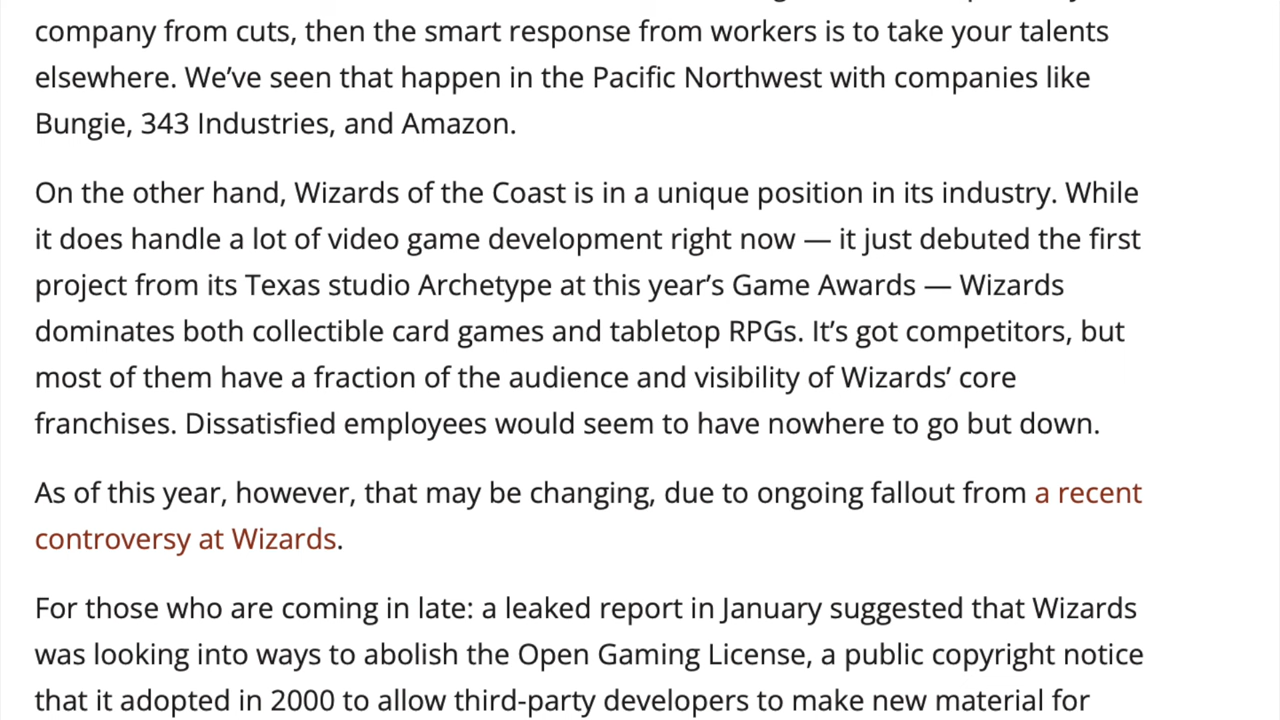 company from cuts, then the smart response from workers is to take your talents
elsewhere. We’ve seen that happen in the Pacific Northwest with companies like
Bungie, 343 Industries, and Amazon.
On the other hand, Wizards of the Coast is in a unique position in its industry. While
it does handle a lot of video game development right now — it just debuted the first
project from its Texas studio Archetype at this year’s Game Awards — Wizards
dominates both collectible card games and tabletop RPGs. It’s got competitors, but
most of them have a fraction of the audience and visibility of Wizards’ core
franchises. Dissatisfied employees would seem to have nowhere to go but down.
As of this year, however, that may be changing, due to ongoing fallout from a recent
controversy at Wizards.
For those who are coming in late: a leaked report in January suggested that Wizards
was looking into ways to abolish the Open Gaming License, a public copyright notice
that it adopted in 2000 to allow third-party developers to make new material for